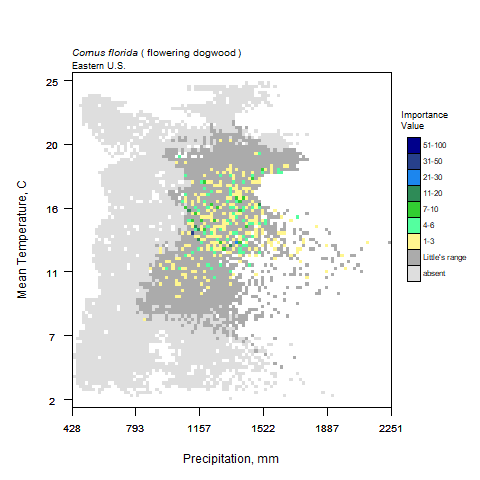 Cornus florida ( flowering dogwood )
Eastern U.S.
Importance
Value
51-100
31-50
21-30
11-20
7-10
4-6
1-3
Little's range
absent
25
20
16
11
7
2
Mean Temperature, C
428 793 1157 1522 1887 2251
Precipitation, mm